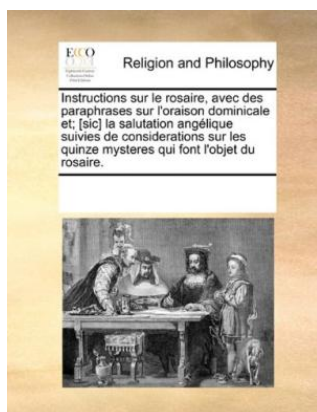 ECCO
Religion and Philosophy
Instructions sur le rosaire, avec des
paraphrases sur l'oraison dominicale
et; [sic] la salutation angélique
suivies de considerations sur les
quinze mysteres qui font l'objet du
rosaire.